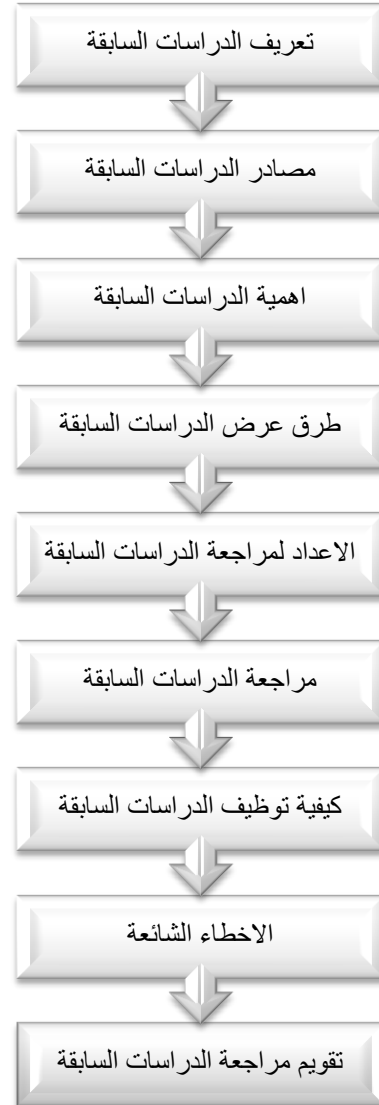 تعريف الدراسات السابقة
مصادر الدراسات السابقة
اهمية الدراسات السابقة
طرق عرض الدراسات السابقة
الاعداد لمراجعة الدراسات السابقة
مراجعة الدراسات السابقة
كيفية توظيف الدراسات السابقة
الاخطاء الشائعة
تقويم مراجعة الدراسات السابقة